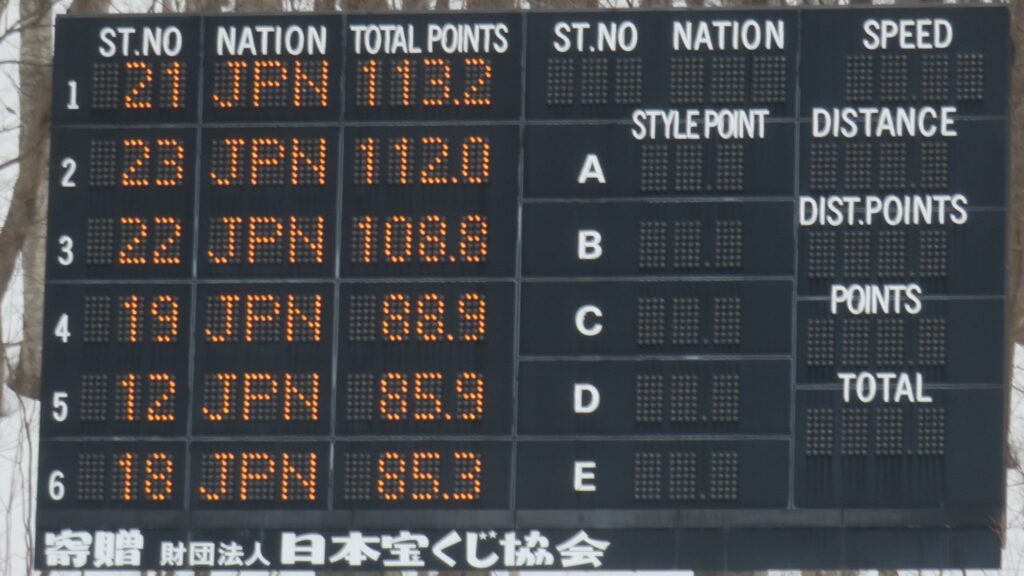 ST.NO NATION TOTAL POINTS ST.NO NATION SPEED
1 21 JPN 113.2
STYLE POINT DISTANCE
2 23 JPN 112.0 A
DIST.POINTS
3 22 JPN 108.8 B
POINTS
4 19 JPN 88.9 C
TOTAL
5 12 JPN 85.9 D
6 18 JPN 85.3 E
寄贈 財団法人 日本宝くじ協会